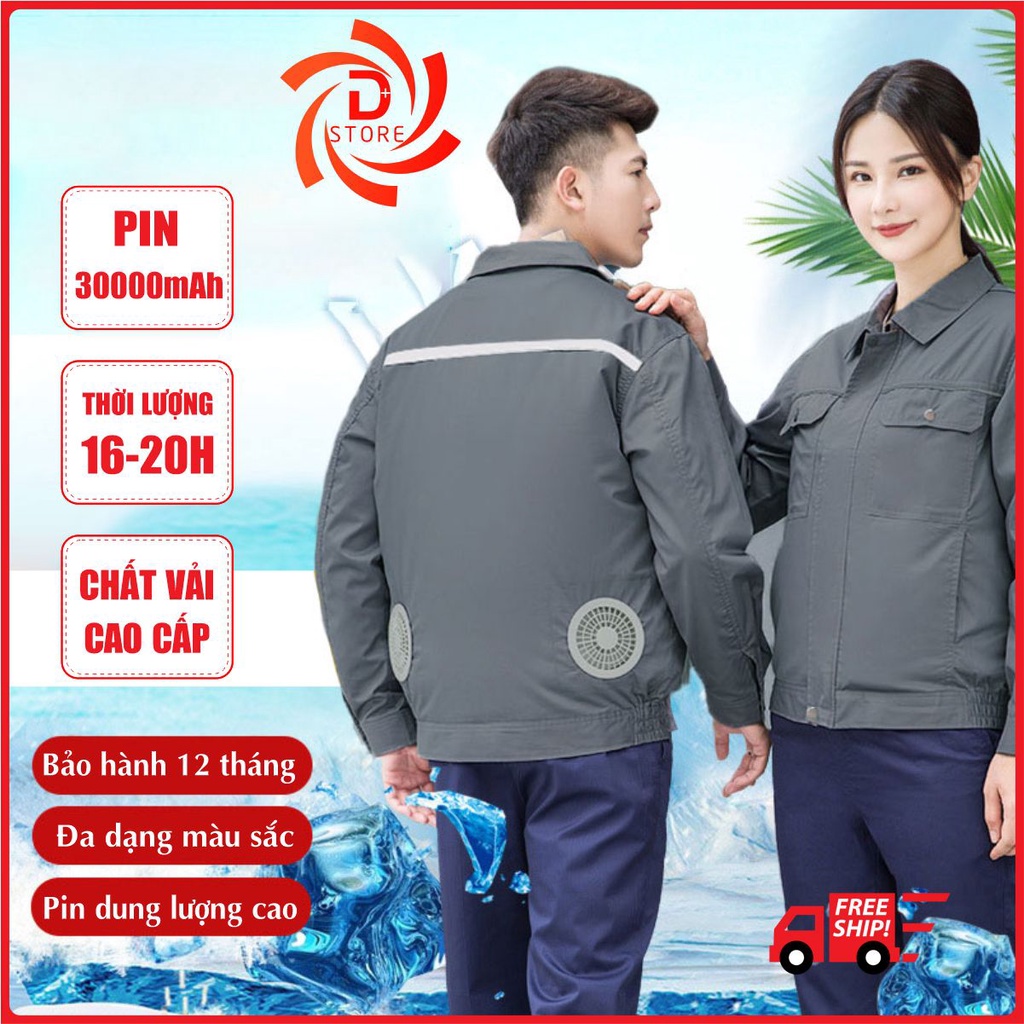 D+
STORE
PIN
30000mAh
THỜI LƯỢNG
16-20H
CHẤT VẢI
CAO CẤP
Bảo hành 12 tháng
Đa dạng màu sắc
Pin dung lượng cao
FREE
SHIP!